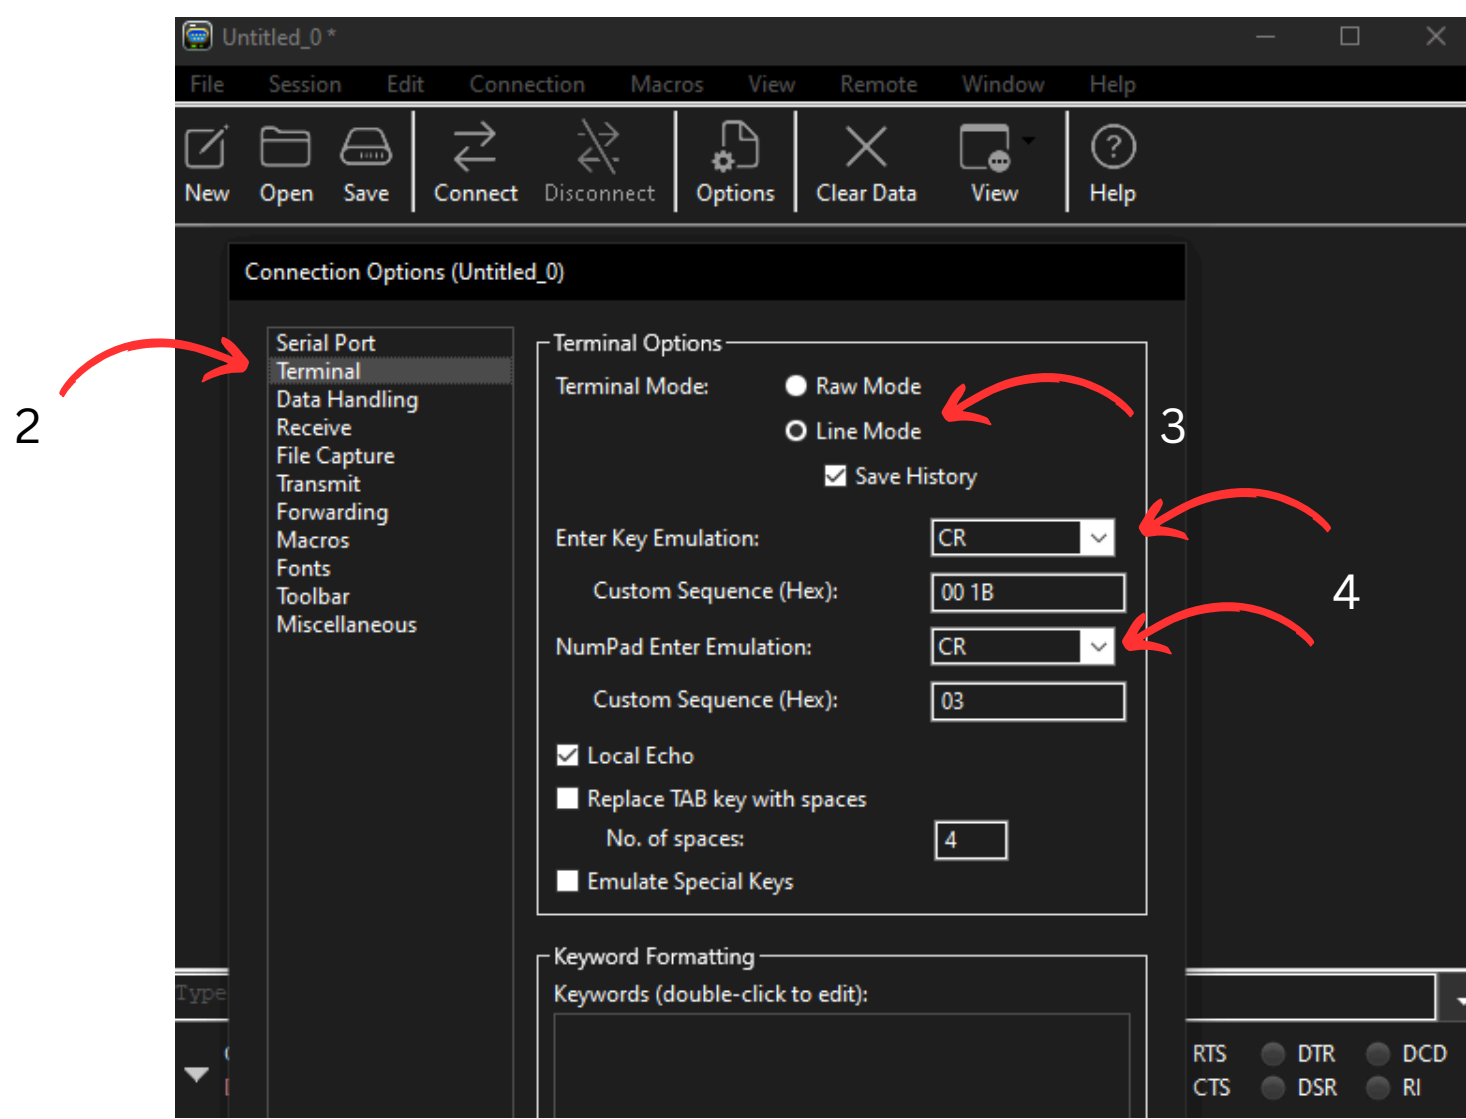 Untitled_0 *
File Session Edit Connection Macros View Remote Window Help
New Open Save Connect Disconnect Options Clear Data View Help
Connection Options (Untitled_0)
Serial Port
Terminal
Data Handling
Receive
File Capture
Transmit
Forwarding
Macros
Fonts
Toolbar
Miscellaneous
2
Terminal Options
Terminal Mode: Raw Mode
Line Mode
3
Save History
Enter Key Emulation: CR
Custom Sequence (Hex): 00 1B
4
NumPad Enter Emulation: CR
Custom Sequence (Hex): 03
Local Echo
Replace TAB key with spaces
No. of spaces: 4
Emulate Special Keys
Keyword Formatting
Keywords (double-click to edit):
Type
RTS DTR DCD
CTS DSR RI